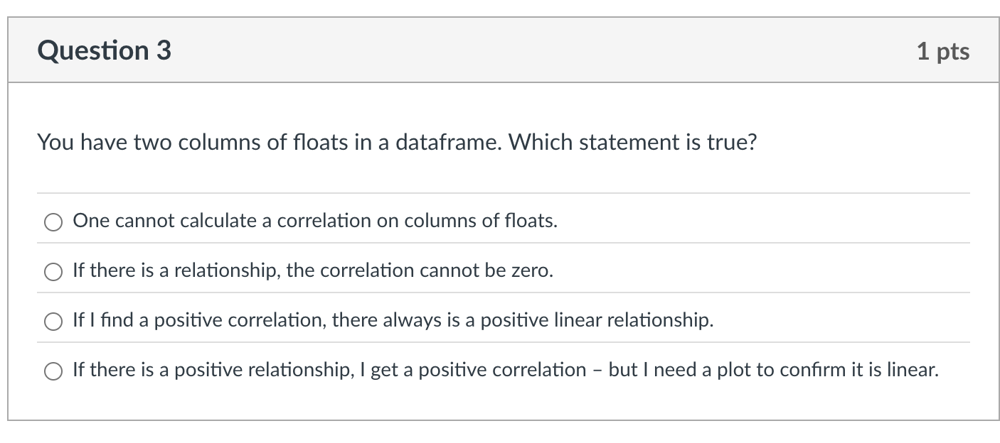 Question 3
1 pts
You have two columns of floats in a dataframe. Which statement is true?
One cannot calculate a correlation on columns of floats.
If there is a relationship, the correlation cannot be zero.
If I find a positive correlation, there always is a positive linear relationship.
If there is a positive relationship, I get a positive correlation – but I need a plot to confirm it is linear.